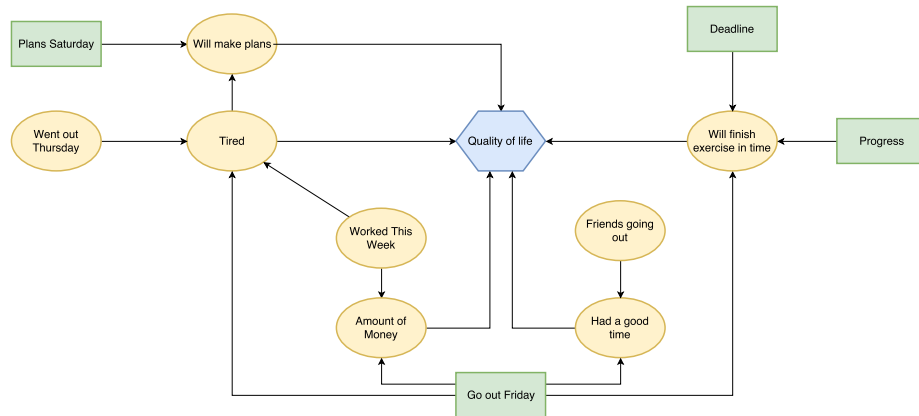 Deadline
Plans Saturday
Will make plans
Went out
Thursday
Tired
Quality of life
Will finish
exercise in time
Progress
Worked This
Week
Friends going
out
Amount of
Money
Had a good
time
Go out Friday